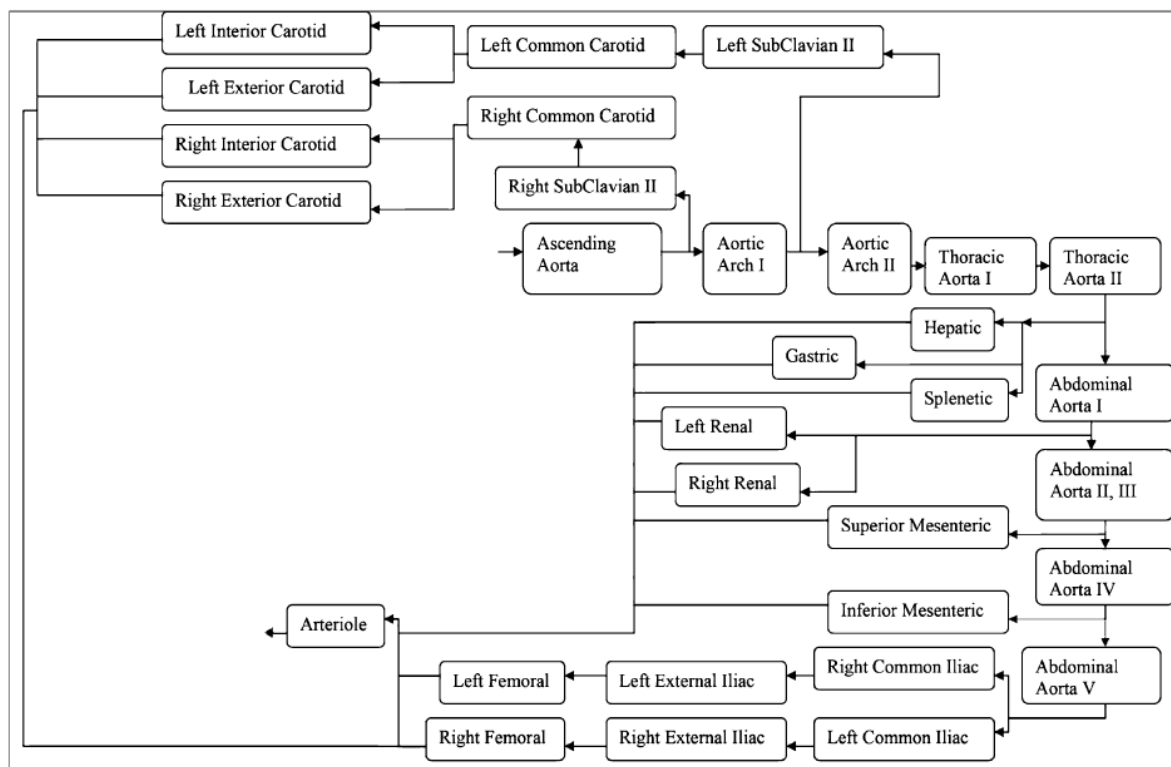 Left Interior Carotid
Left Common Carotid
Left SubClavian II
Left Exterior Carotid
Right Common Carotid
Right Interior Carotid
Right SubClavian II
Right Exterior Carotid
Ascending
Aorta
Aortic
Arch I
Aortic
Arch II
Thoracic
Aorta I
Thoracic
Aorta II
Hepatic
Gastric
Abdominal
Aorta I
Splenetic
Left Renal
Right Renal
Abdominal
Aorta II, III
Superior Mesenteric
Abdominal
Aorta IV
Inferior Mesenteric
Arteriole
Right Common Iliac
Abdominal
Aorta V
Left Femoral
Left External Iliac
Right Femoral
Right External Iliac
Left Common Iliac